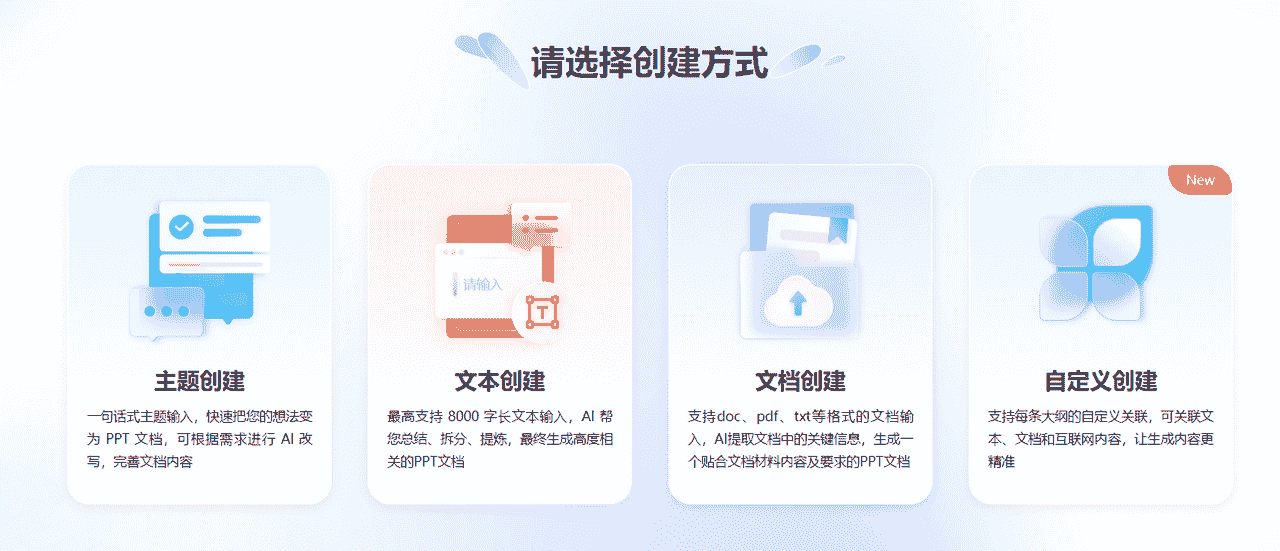 请选择创建方式
New
请输入
T
主题创建
一句话式主题输入，快速把您的想法变
为 PPT 文档，可根据需求进行 AI 改
写，完善文档内容
文本创建
最高支持 8000 字长文本输入，AI 帮
您总结、拆分、提炼，最终生成高度相
关的PPT文档
文档创建
支持doc、pdf、txt等格式的文档输
入，AI提取文档中的关键信息，生成一
个贴合文档材料内容及要求的PPT文档
自定义创建
支持每条大纲的自定义关联，可关联文
本、文档和互联网内容，让生成内容更
精准